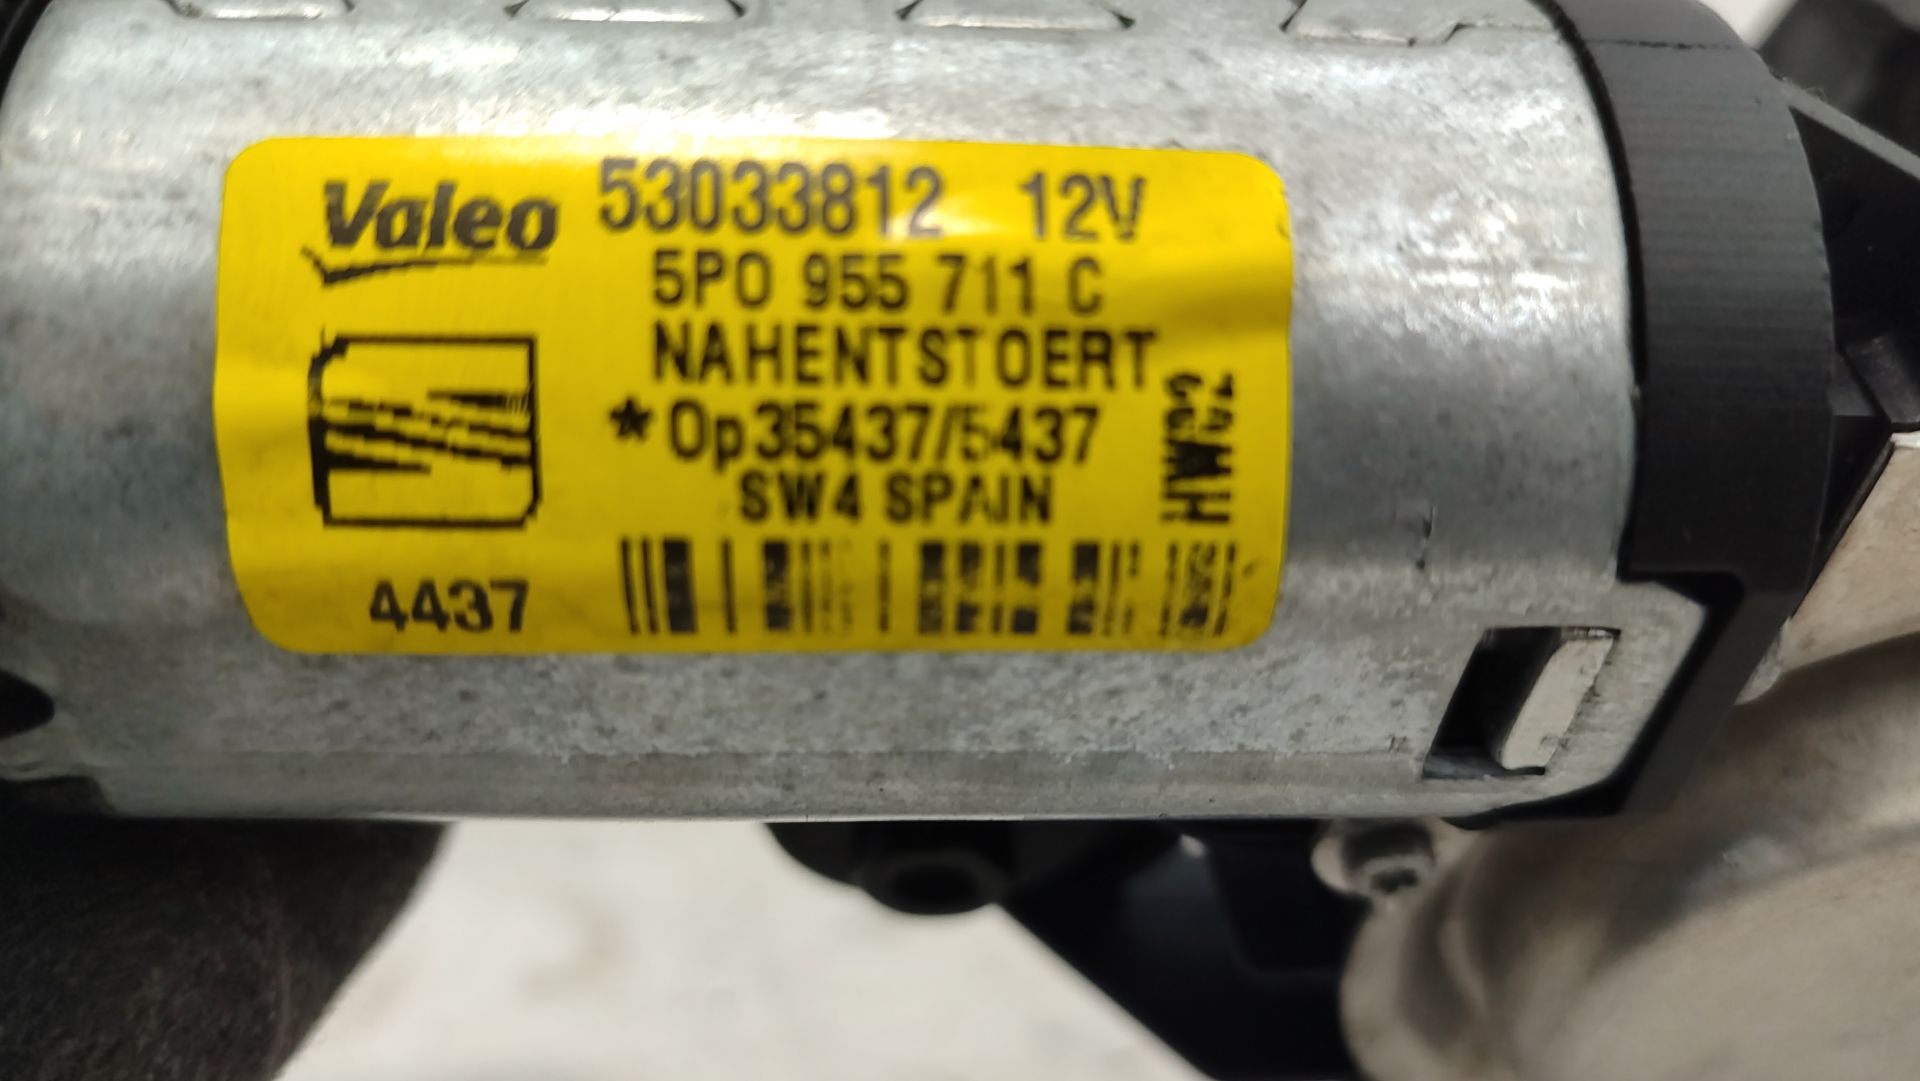 Valeo 53033812 12V
5P0 955 711 C
NAHENTSTOERT
*Op35437/5437
SW4 SPAIN
4437